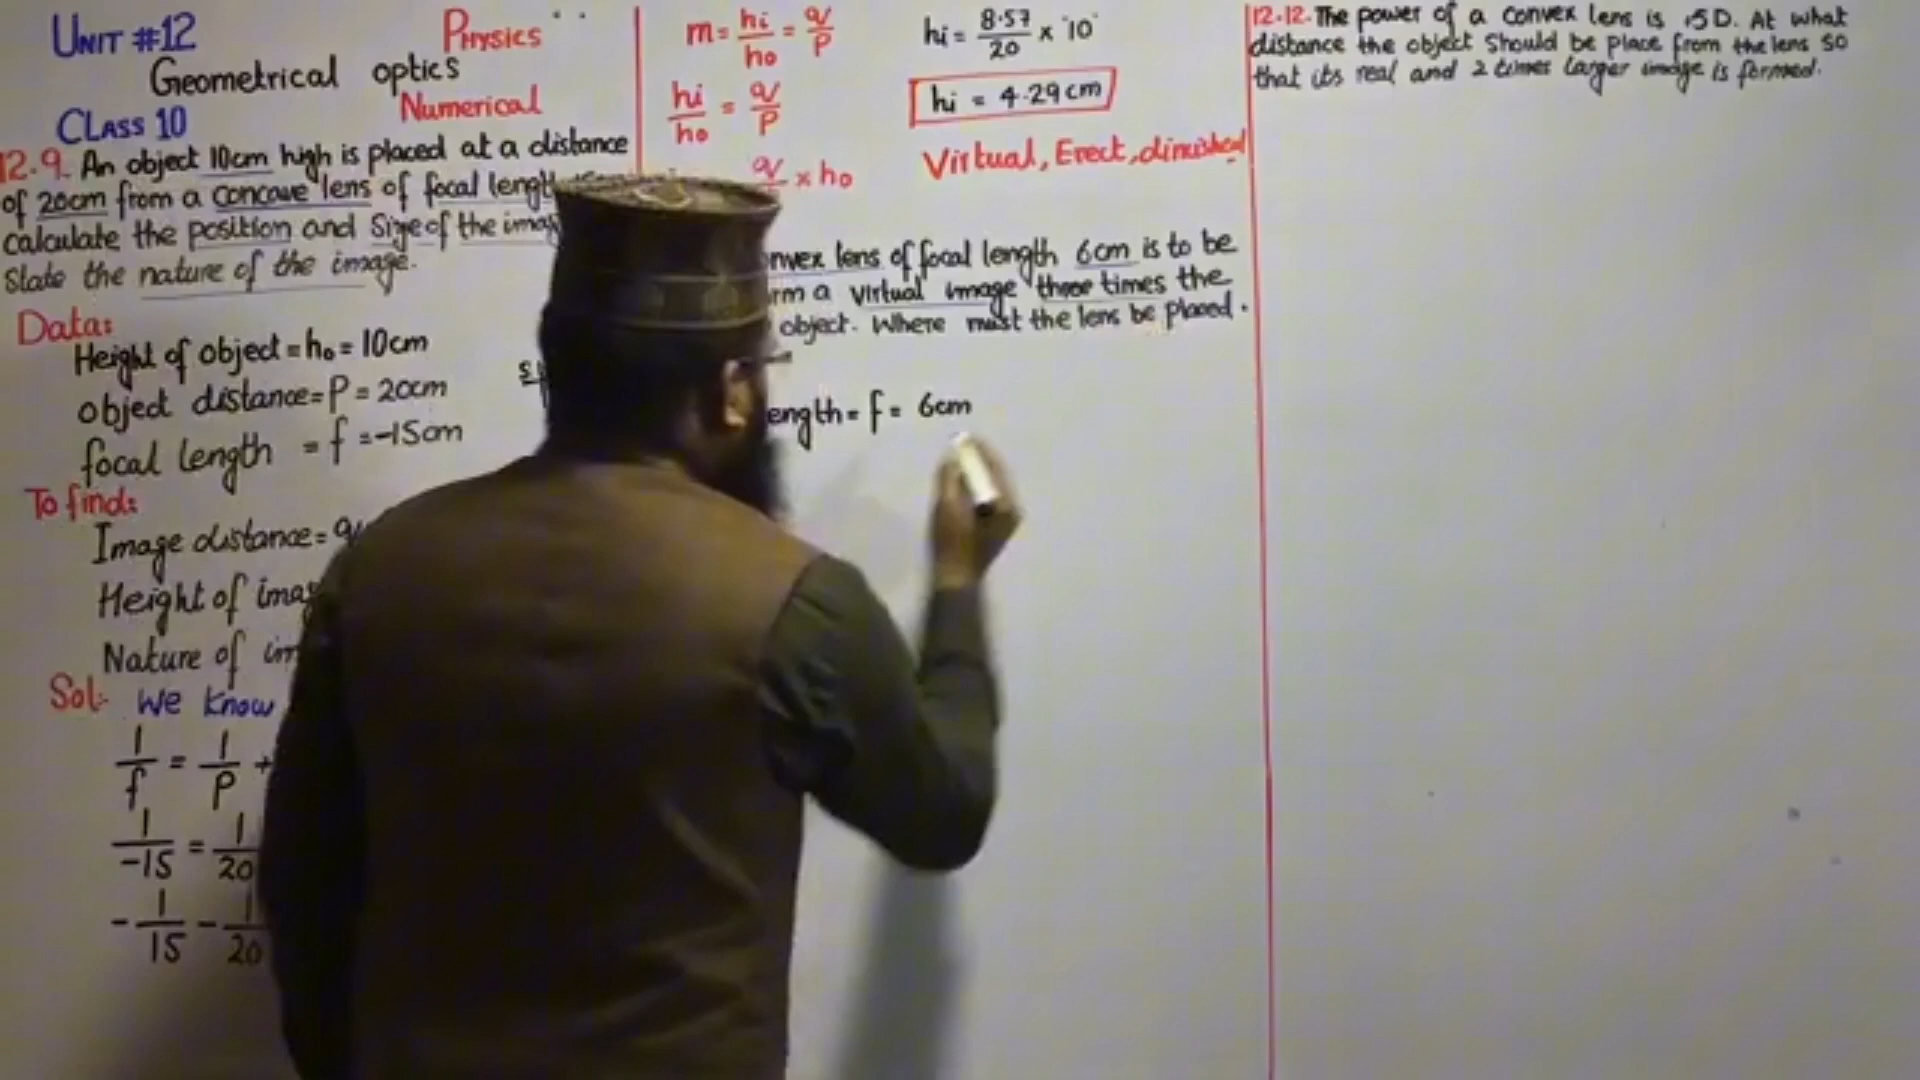 UNIT #12
Physics
Geometrical optics
Numerical
CLASS 10
12.9. An object 10cm high is placed at a distance
of 20cm from a concave lens of focal length
calculate the position and Size of the
State the nature of the image.
Data:
Height of object = ho = 10cm
object distance = P = 20cm
focal length = f = -15cm
To find:
Image distance = q
Height of
Nature of
Sol:- We know
1/f = 1/P +
1/-15 = 1/20
- 1/15 - 1/20
m = hi/ho = q/P
hi/ho = q/P
q × ho
hi = 8.57/20 × 10
hi = 4.29cm
Virtual, Erect, diminished
lens of focal length 6cm is to be
a virtual image three times the
object. Where must the lens be placed.
= f = 6cm
12.12. The power of a convex lens is 5D. At what
distance the object Should be place from the lens so
that its real and 2 times larger image is formed.